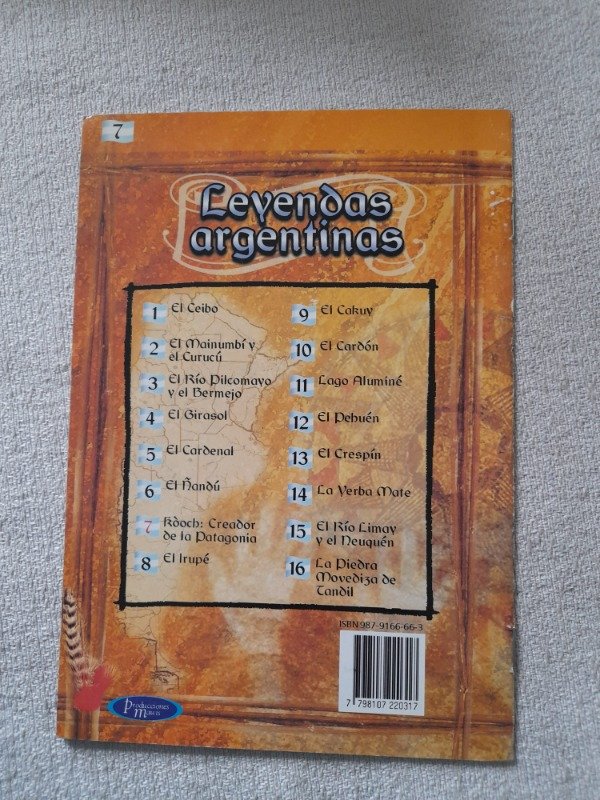 7
Leyendas
argentinas
1 El Ceibo
2 El Mainumbí y
el Curucú
3 El Río Pilcomayo
y el Bermejo
4 El Girasol
5 El Cardenal
6 El Ñandú
7 Kòoch: Creador
de la Patagonia
8 El Irupé
9 El Cakuy
10 El Cardón
11 Lago Aluminé
12 El Pehuén
13 El Crespín
14 La Yerba Mate
15 El Río Limay
y el Neuquén
16 La Piedra
Movediza de
Tandil
ISBN 987-9166-66-3
7 798107 220317
Producciones
Mawis